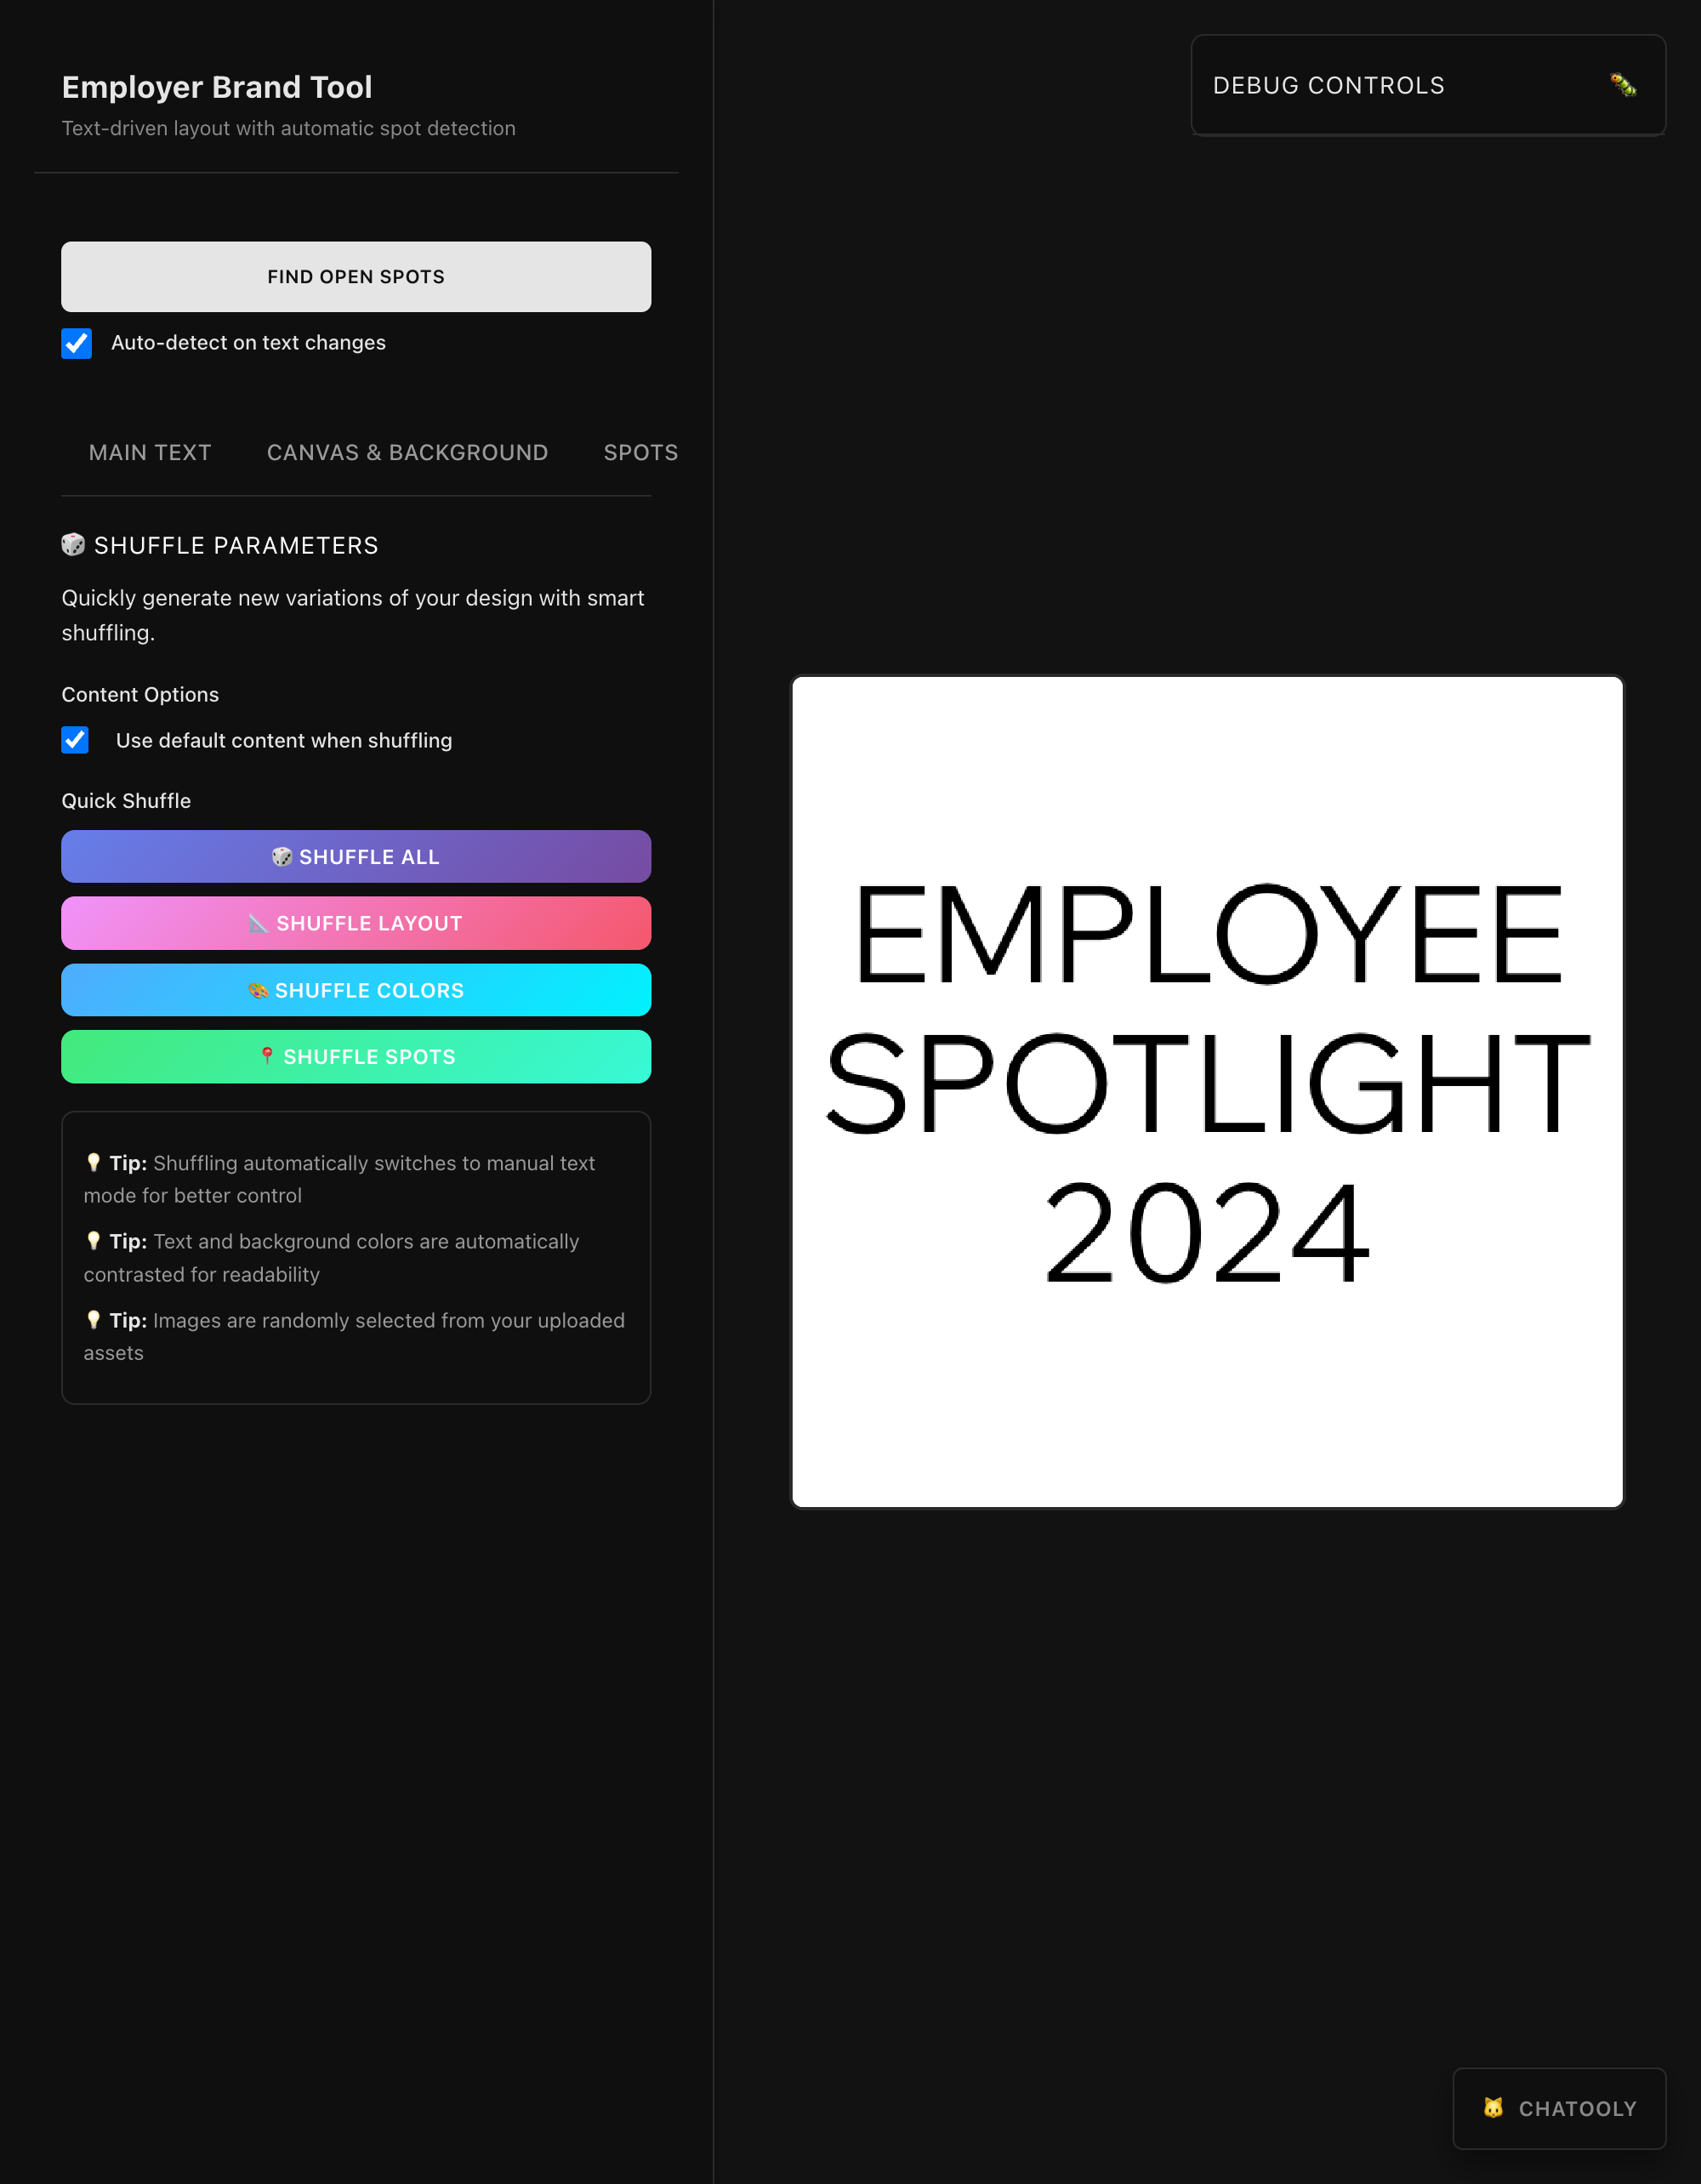 Employer Brand Tool
Text-driven layout with automatic spot detection
DEBUG CONTROLS 🐛
FIND OPEN SPOTS
Auto-detect on text changes
MAIN TEXT CANVAS & BACKGROUND SPOTS
🎲 SHUFFLE PARAMETERS
Quickly generate new variations of your design with smart
shuffling.
Content Options
Use default content when shuffling
Quick Shuffle
🎲 SHUFFLE ALL
📐 SHUFFLE LAYOUT
🎨 SHUFFLE COLORS
📍 SHUFFLE SPOTS
💡 Tip: Shuffling automatically switches to manual text
mode for better control
💡 Tip: Text and background colors are automatically
contrasted for readability
💡 Tip: Images are randomly selected from your uploaded
assets
EMPLOYEE
SPOTLIGHT
2024
🐱 CHATOOLY